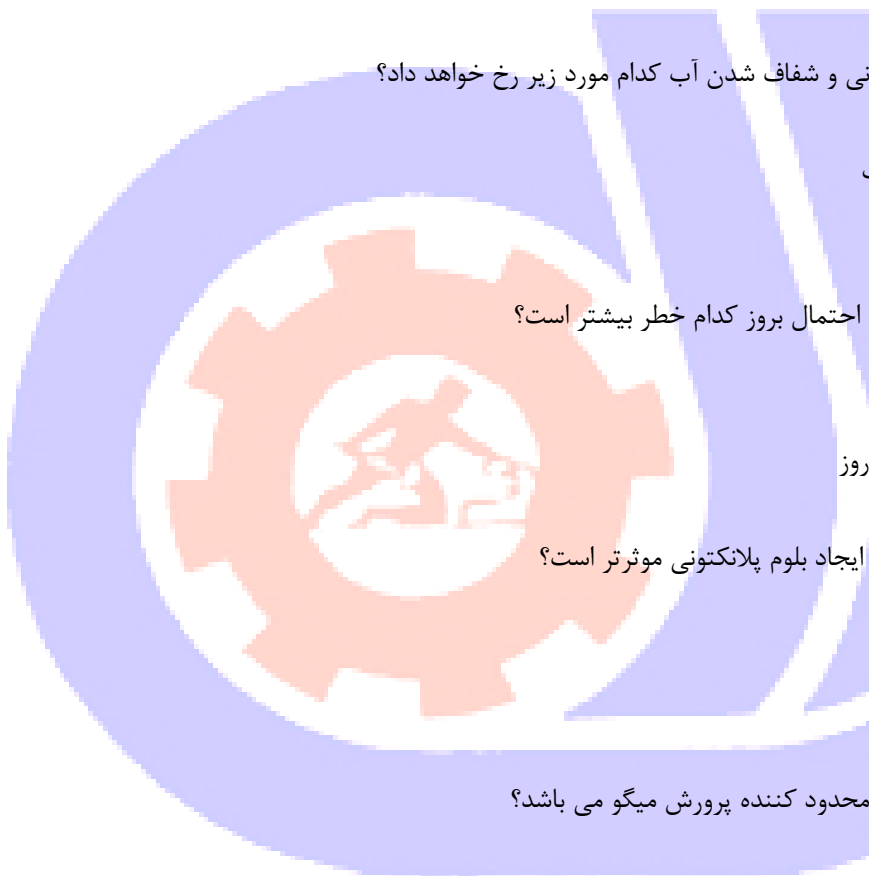 و شفاف شدن آب کدام مورد زیر رخ خواهد داد؟
احتمال بروز کدام خطر بیشتر است؟
روز
ایجاد بلوم پلانکتونی موثرتر است؟
محدود کننده پرورش میگو می باشد؟